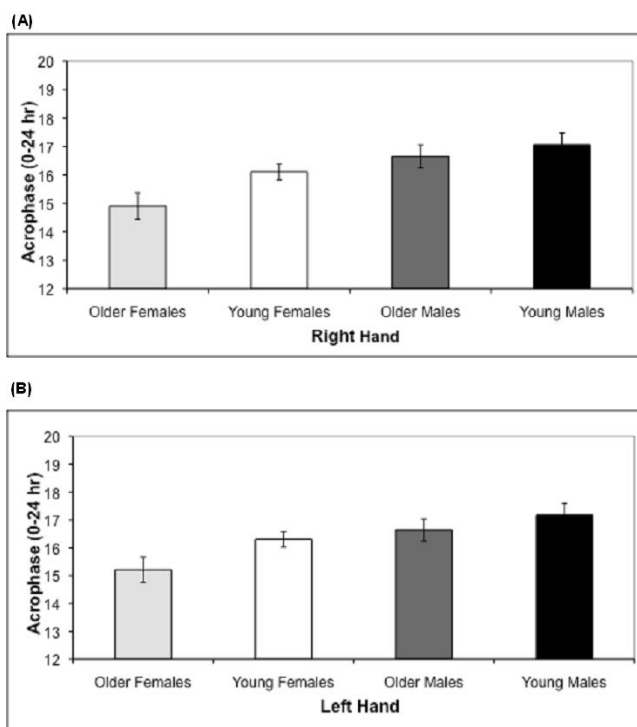 (A)
Acrophase (0-24 hr)
20
19
18
17
16
15
14
13
12
Older Females Young Females Older Males Young Males
Right Hand
(B)
Acrophase (0-24 hr)
20
19
18
17
16
15
14
13
12
Older Females Young Females Older Males Young Males
Left Hand